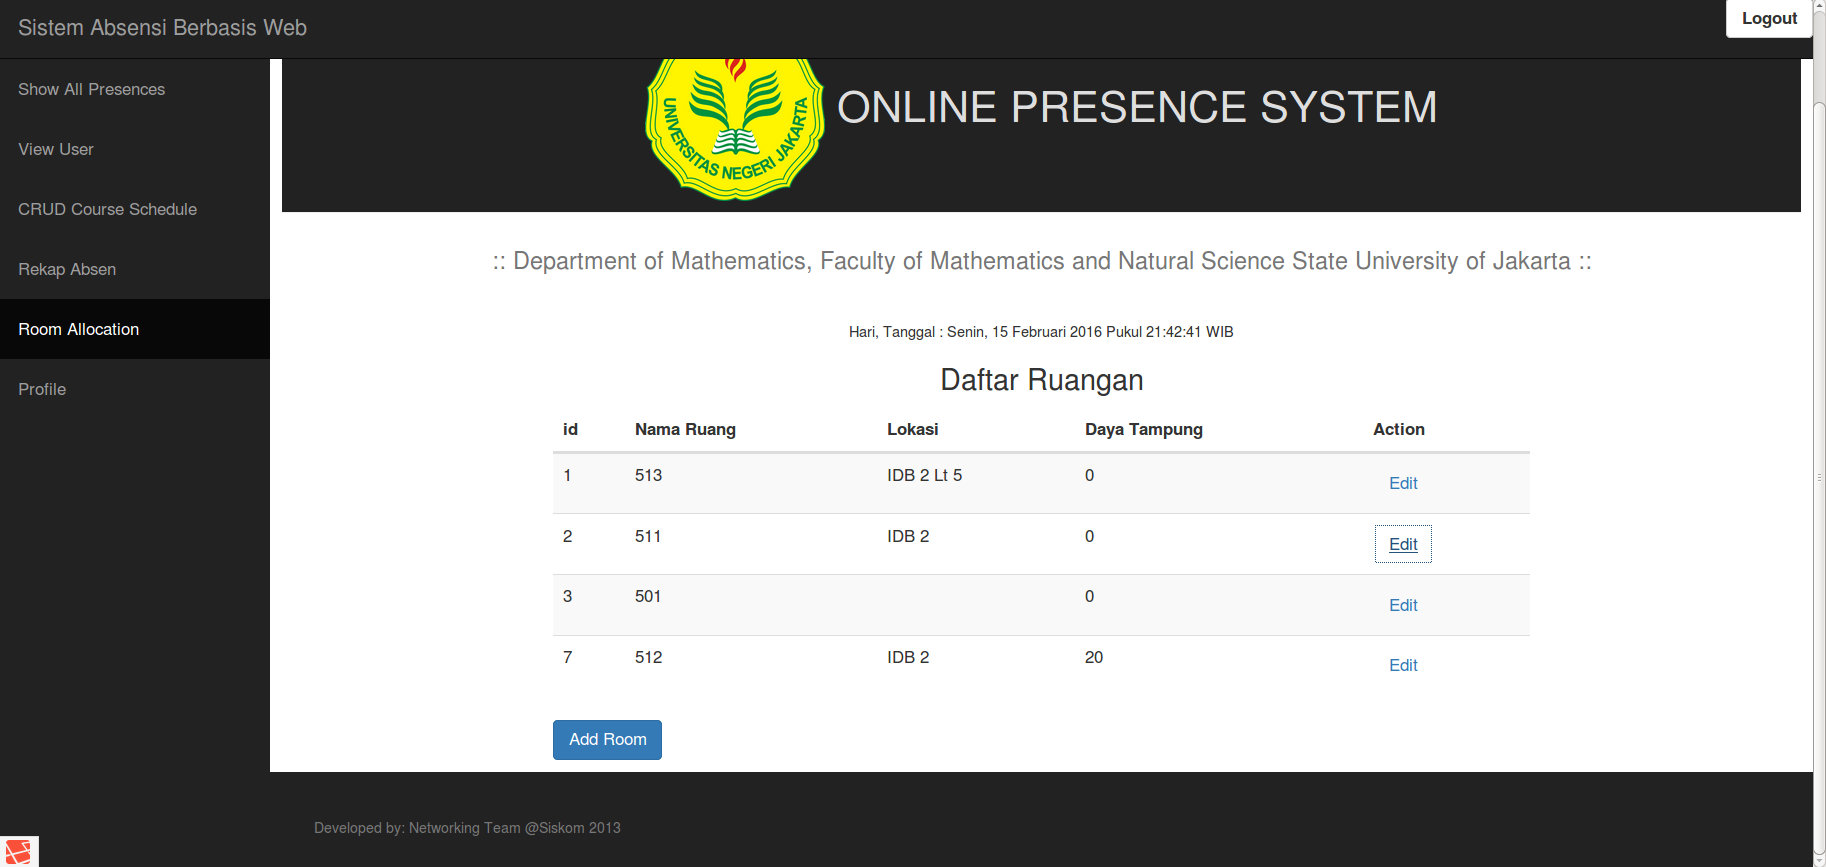 Sistem Absensi Berbasis Web
Logout
Show All Presences
View User
CRUD Course Schedule
Rekap Absen
Room Allocation
Profile
UNIVERSITAS NEGERI JAKARTA
ONLINE PRESENCE SYSTEM
:: Department of Mathematics, Faculty of Mathematics and Natural Science State University of Jakarta ::
Hari, Tanggal : Senin, 15 Februari 2016 Pukul 21:42:41 WIB
Daftar Ruangan
id Nama Ruang Lokasi Daya Tampung Action
1 513 IDB 2 Lt 5 0 Edit
2 511 IDB 2 0 Edit
3 501 0 Edit
7 512 IDB 2 20 Edit
Add Room
Developed by: Networking Team @Siskom 2013